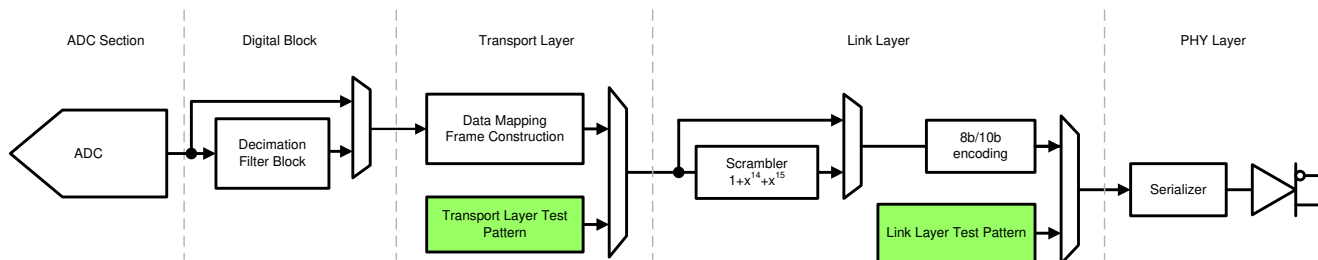 ADC Section
Digital Block
Transport Layer
Link Layer
PHY Layer
ADC
Decimation
Filter Block
Data Mapping
Frame Construction
Transport Layer Test
Pattern
Scrambler
1+x¹⁴+x¹⁵
8b/10b
encoding
Link Layer Test Pattern
Serializer